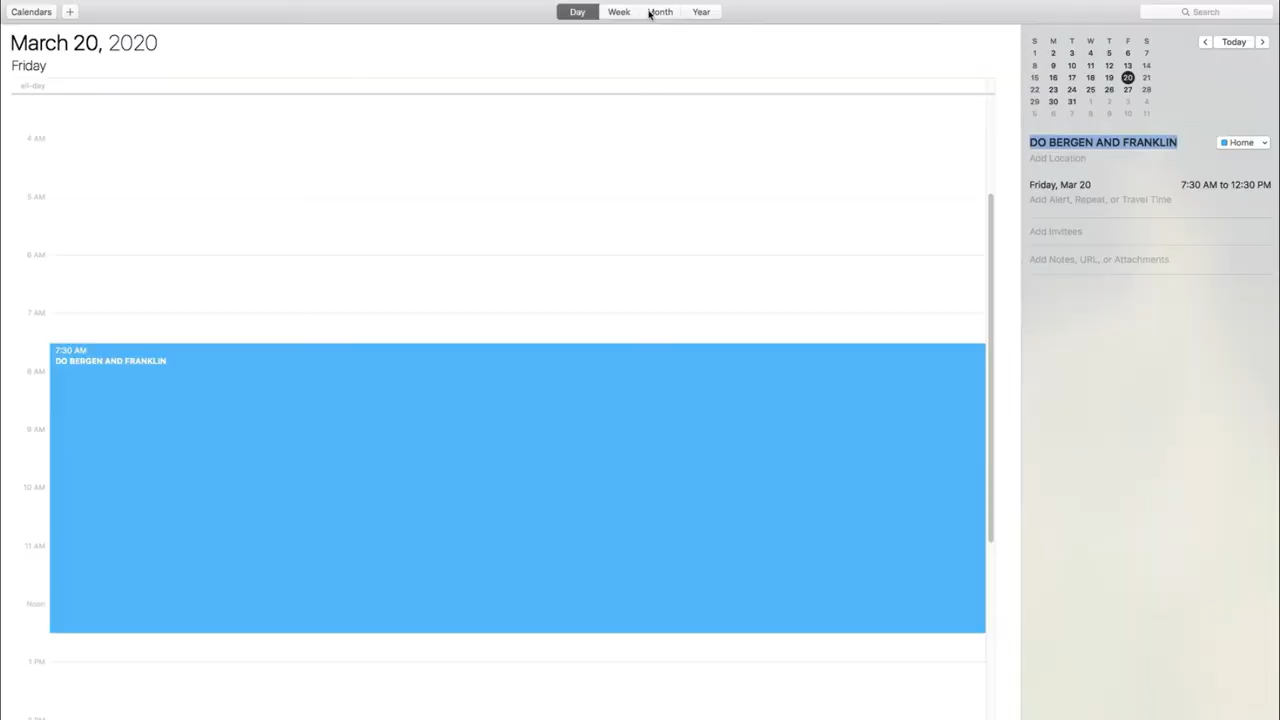 Calendars
+
Day Week Month Year
Search
March 20, 2020
Friday
all-day
4 AM
5 AM
6 AM
7 AM
7:30 AM
DO BERGEN AND FRANKLIN
8 AM
9 AM
10 AM
11 AM
Noon
1 PM
S M T W T F S
1 2 3 4 5 6 7
8 9 10 11 12 13 14
15 16 17 18 19 20 21
22 23 24 25 26 27 28
29 30 31 1 2 3 4
5 6 7 8 9 10 11
Today
DO BERGEN AND FRANKLIN
Home
Add Location
Friday, Mar 20 7:30 AM to 12:30 PM
Add Alert, Repeat, or Travel Time
Add Invitees
Add Notes, URL, or Attachments